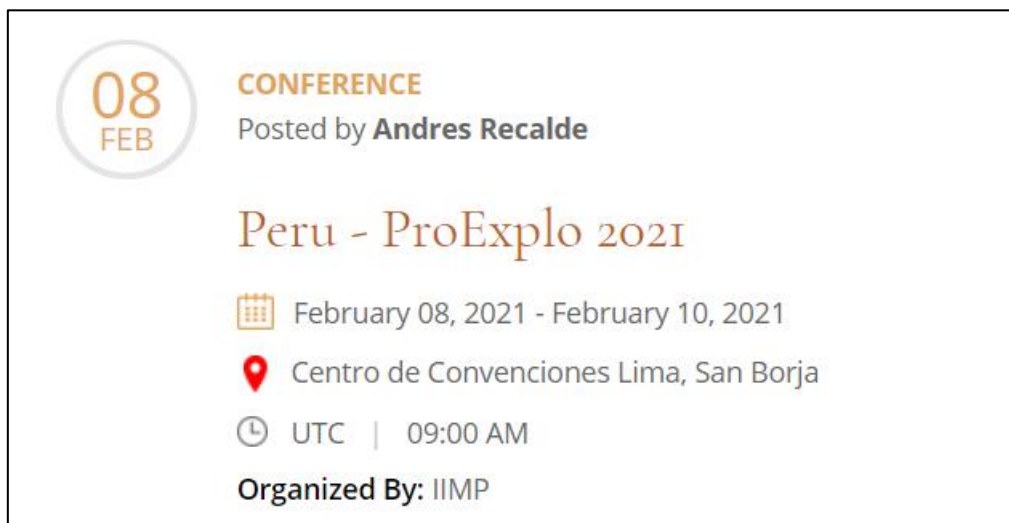 08
FEB
CONFERENCE
Posted by Andres Recalde
Peru - ProExplo 2021
February 08, 2021 - February 10, 2021
Centro de Convenciones Lima, San Borja
UTC | 09:00 AM
Organized By: IIMP